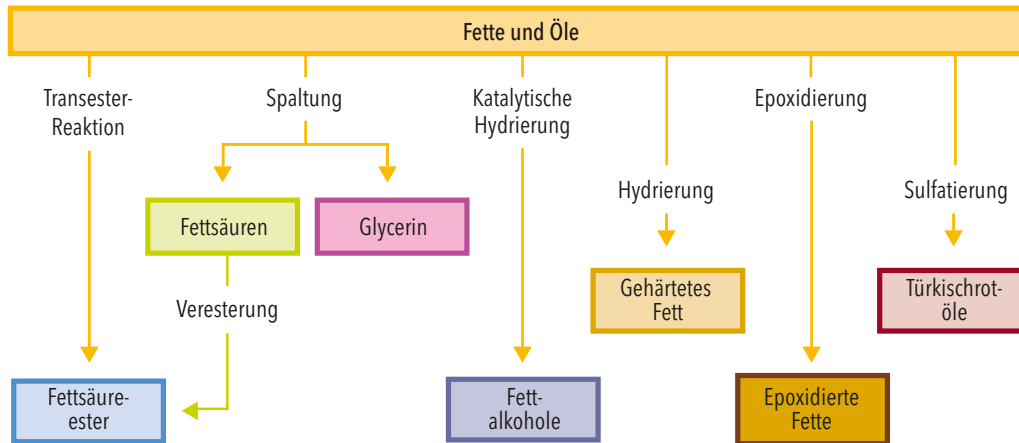 Fette und Öle
Transester-
Reaktion
Spaltung
Katalytische
Hydrierung
Epoxidierung
Hydrierung
Sulfatierung
Fettsäuren
Glycerin
Gehärtetes
Fett
Türkischrot-
öle
Veresterung
Fettsäure-
ester
Fett-
alkohole
Epoxidierte
Fette